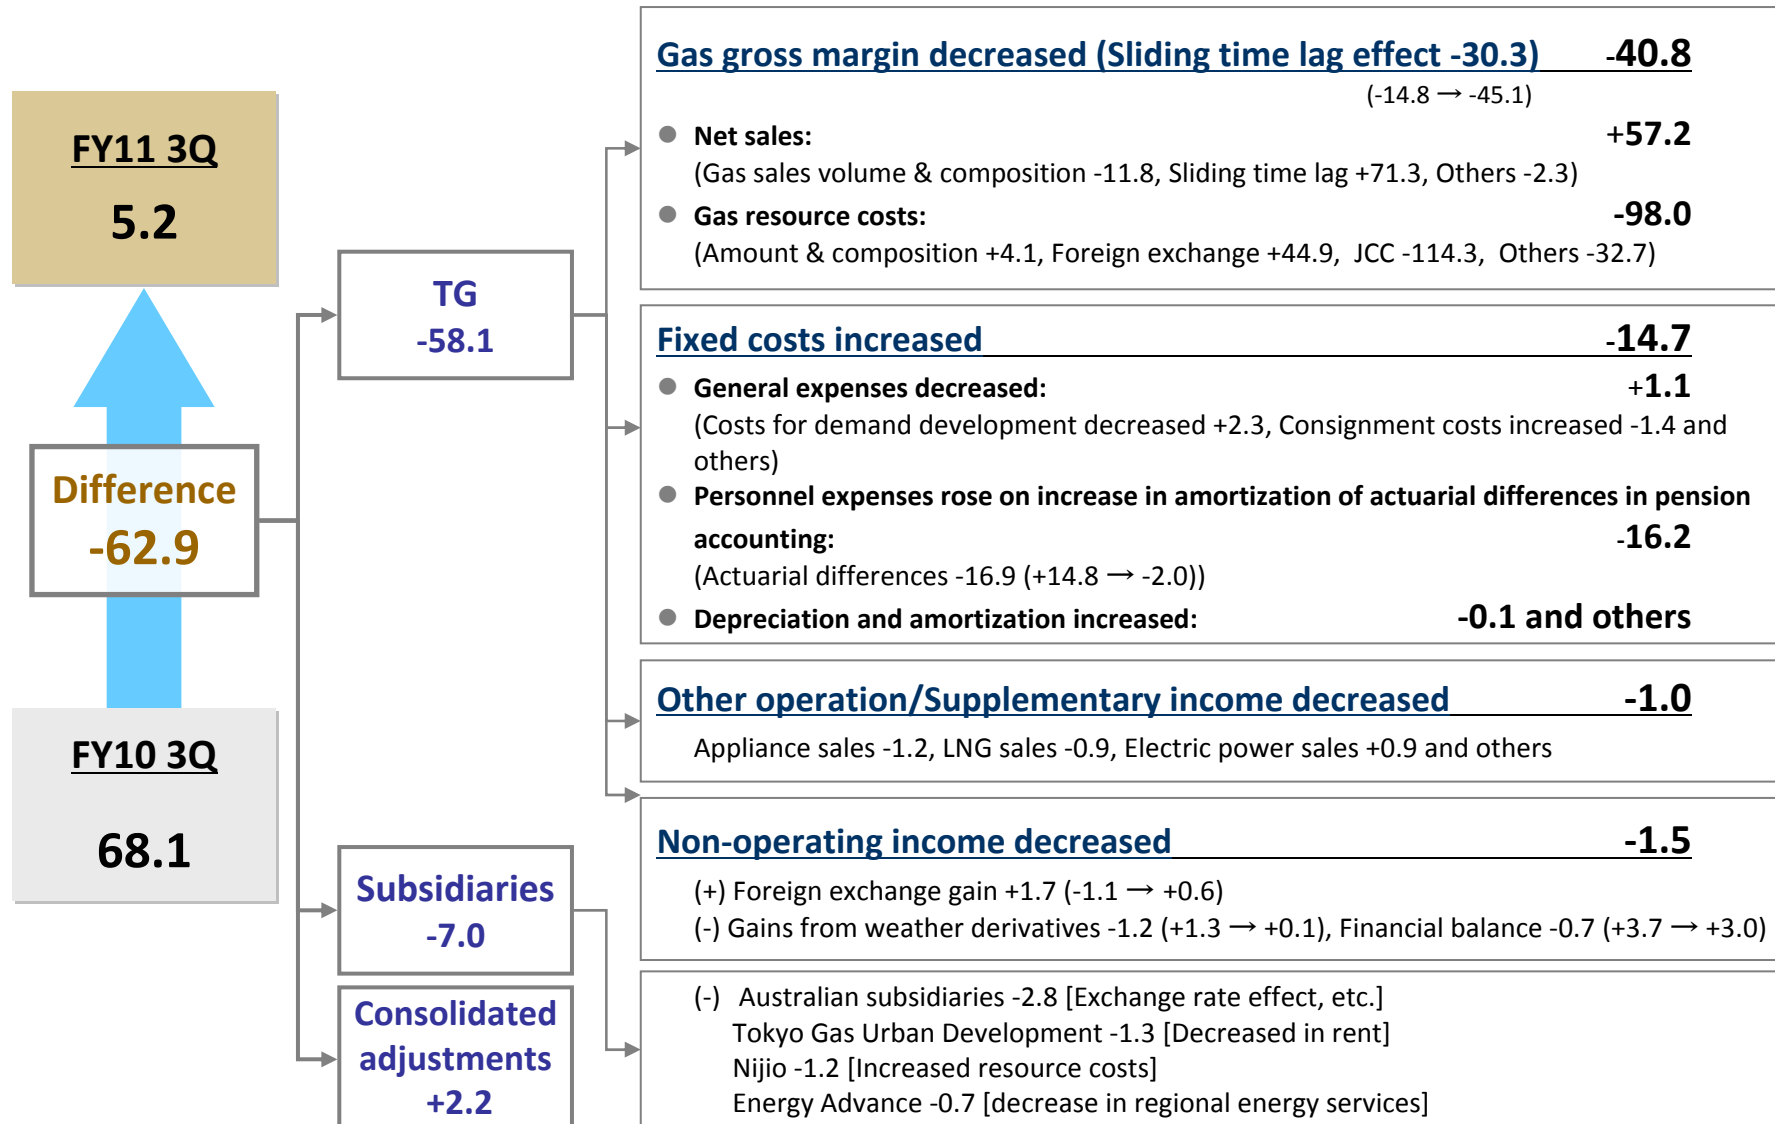 FY11 3Q
5.2
Difference
-62.9
FY10 3Q
68.1
TG
-58.1
Subsidiaries
-7.0
Consolidated
adjustments
+2.2
Gas gross margin decreased (Sliding time lag effect -30.3) -40.8
(-14.8 → -45.1)
● Net sales: +57.2
(Gas sales volume & composition -11.8, Sliding time lag +71.3, Others -2.3)
● Gas resource costs: -98.0
(Amount & composition +4.1, Foreign exchange +44.9, JCC -114.3, Others -32.7)
Fixed costs increased -14.7
● General expenses decreased: +1.1
(Costs for demand development decreased +2.3, Consignment costs increased -1.4 and
others)
● Personnel expenses rose on increase in amortization of actuarial differences in pension
accounting: -16.2
(Actuarial differences -16.9 (+14.8 → -2.0))
● Depreciation and amortization increased: -0.1 and others
Other operation/Supplementary income decreased -1.0
Appliance sales -1.2, LNG sales -0.9, Electric power sales +0.9 and others
Non-operating income decreased -1.5
(+) Foreign exchange gain +1.7 (-1.1 → +0.6)
(-) Gains from weather derivatives -1.2 (+1.3 → +0.1), Financial balance -0.7 (+3.7 → +3.0)
(-) Australian subsidiaries -2.8 [Exchange rate effect, etc.]
Tokyo Gas Urban Development -1.3 [Decreased in rent]
Nijio -1.2 [Increased resource costs]
Energy Advance -0.7 [decrease in regional energy services]